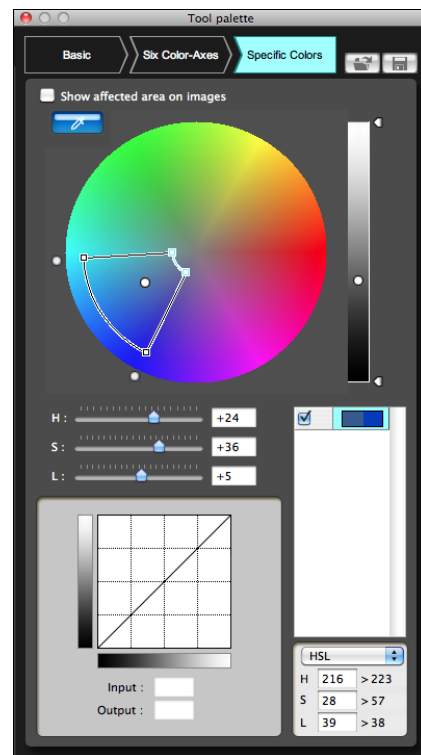 Tool palette
Basic
Six Color-Axes
Specific Colors
Show affected area on images
H : +24
S : +36
L : +5
Input :
Output :
HSL
H 216 >223
S 28 >57
L 39 >38